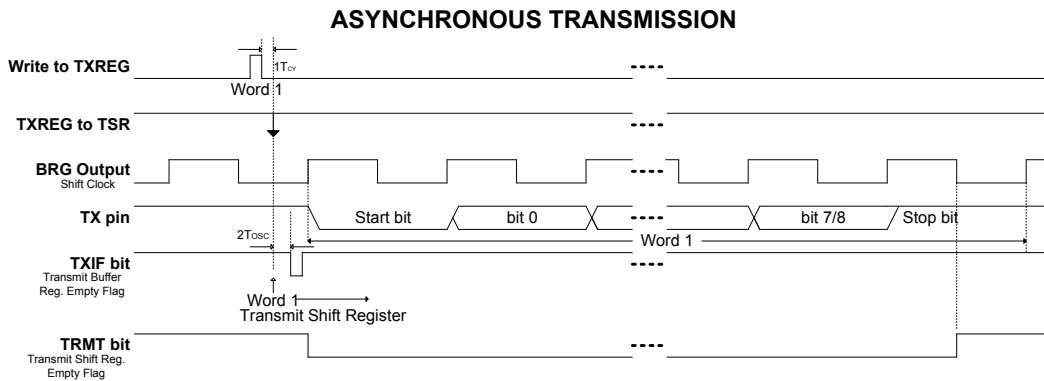 ASYNCHRONOUS TRANSMISSION
Write to TXREG
1TCY
Word 1
TXREG to TSR
BRG Output
Shift Clock
TX pin
Start bit
bit 0
bit 7/8
Stop bit
2TOSC
Word 1
TXIF bit
Transmit Buffer
Reg. Empty Flag
Word 1
Transmit Shift Register
TRMT bit
Transmit Shift Reg.
Empty Flag